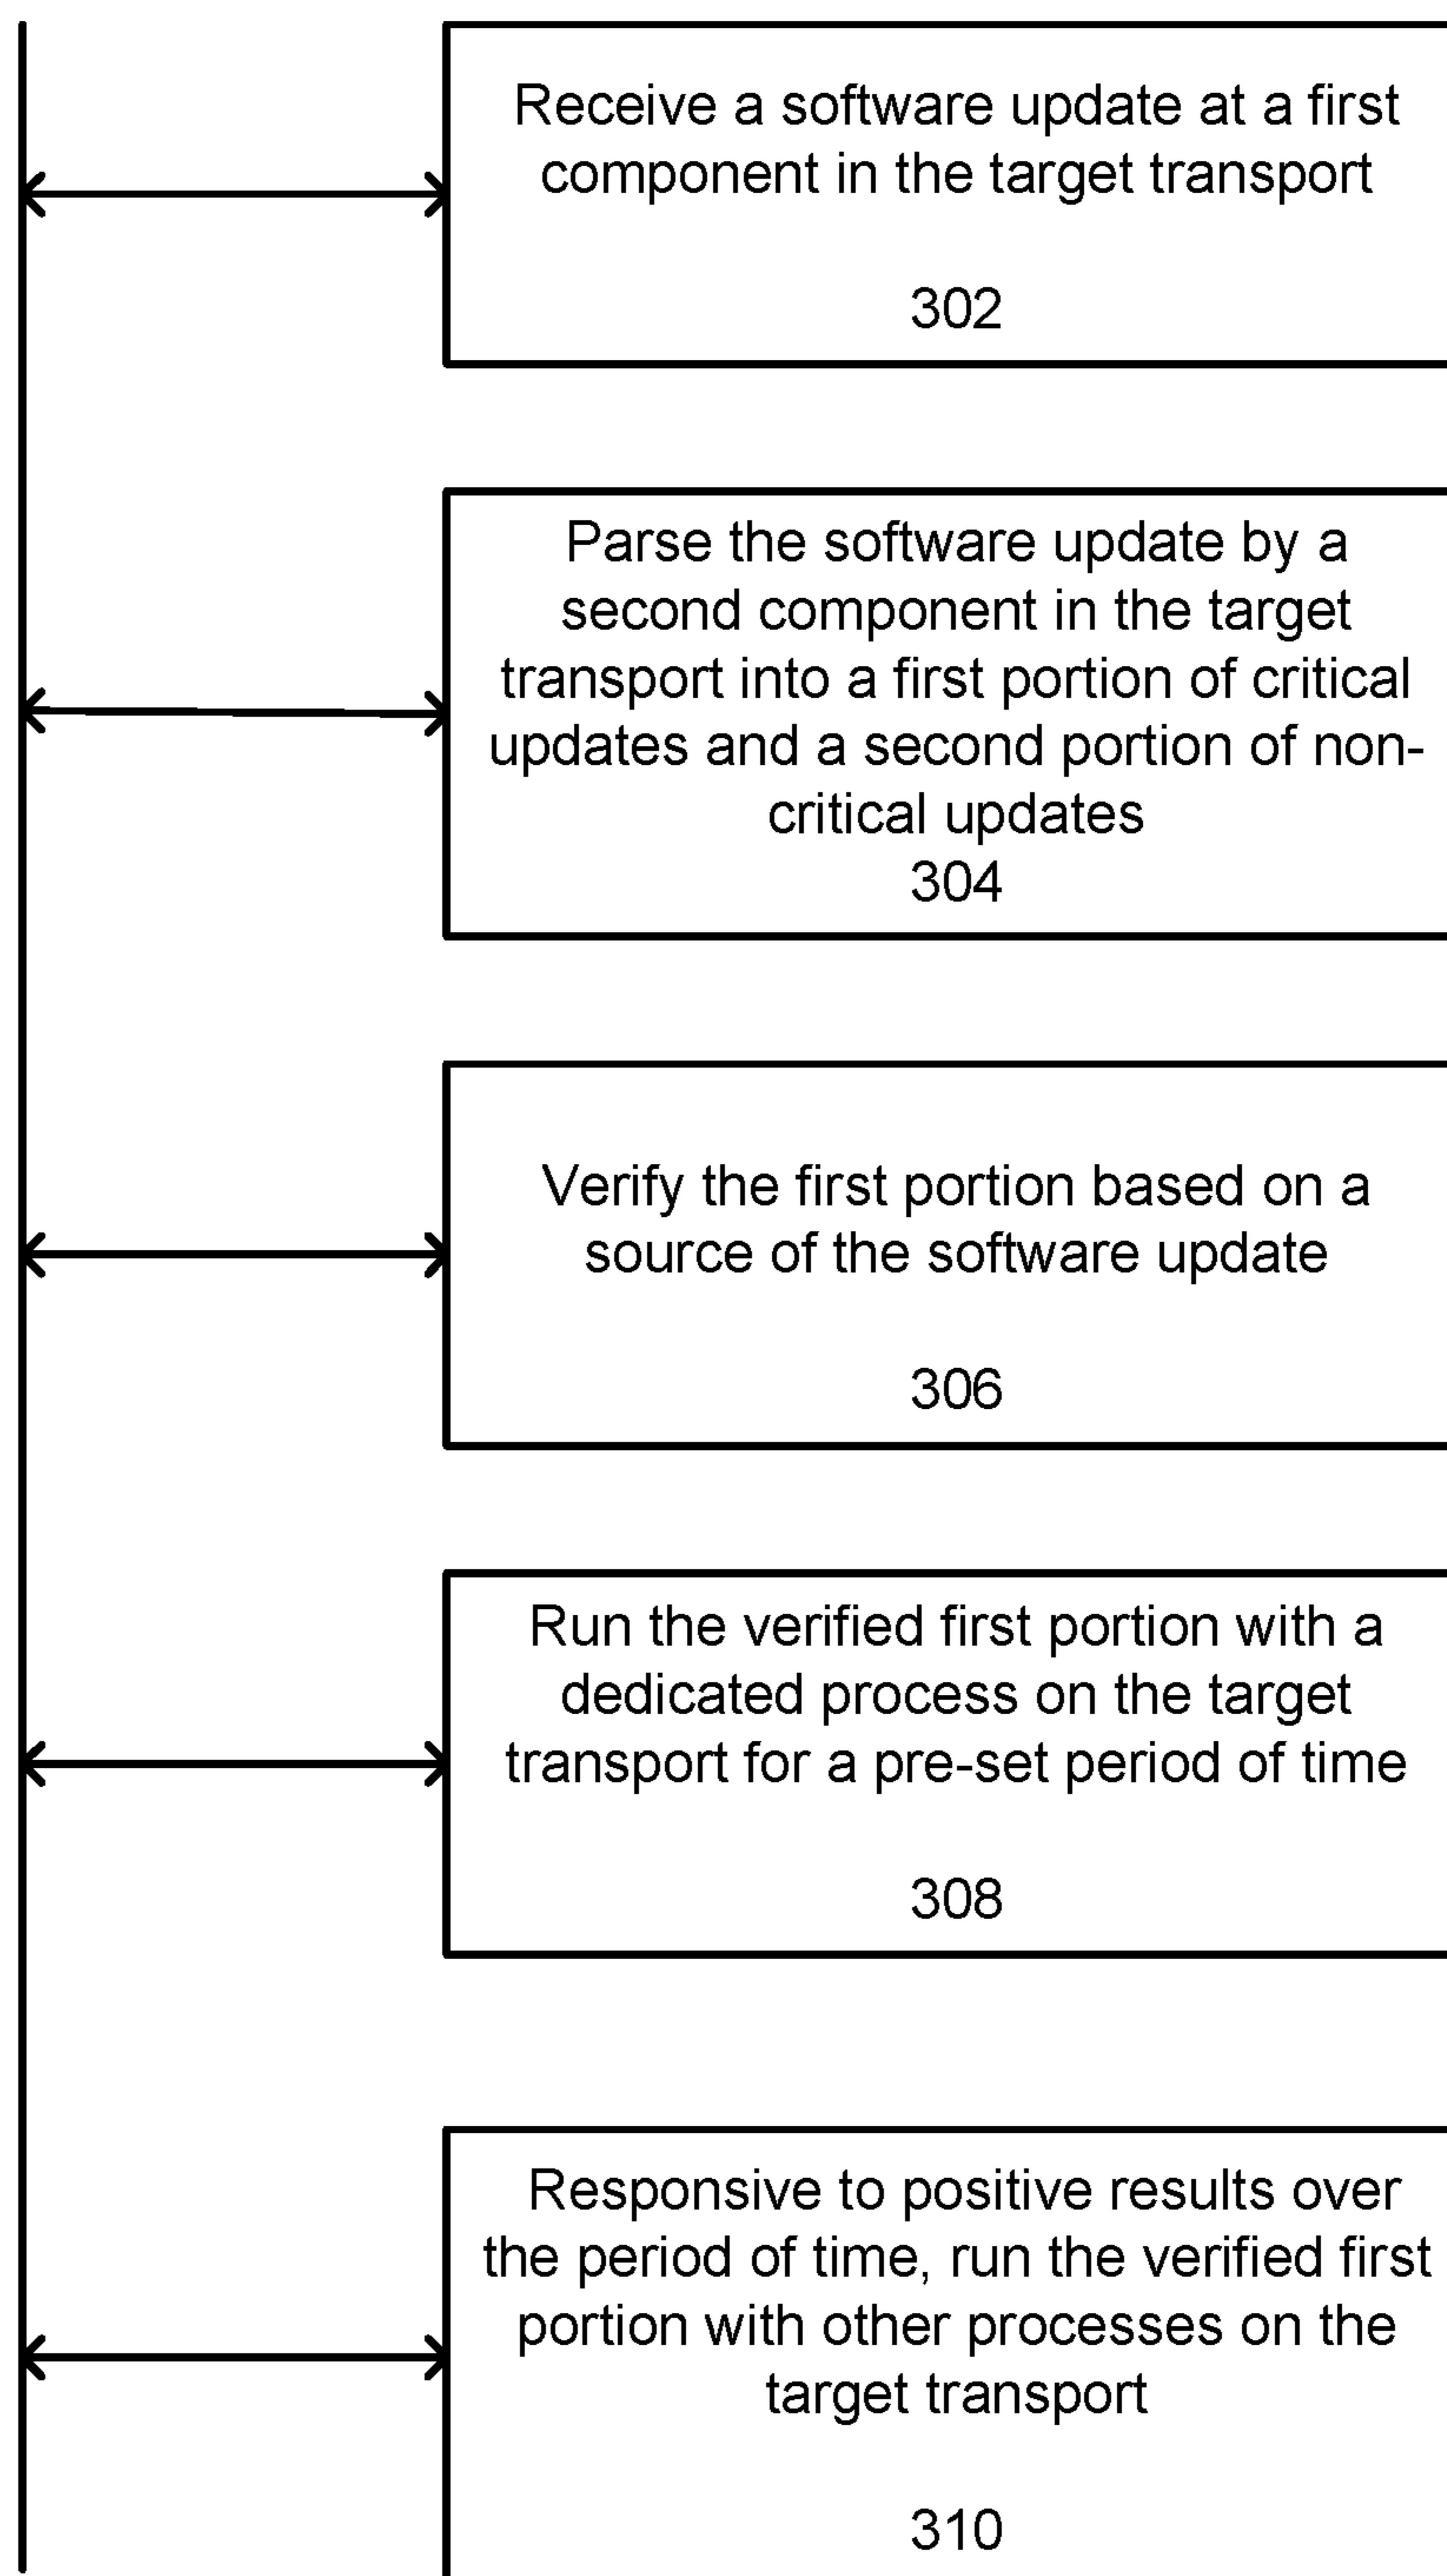 Receive a software update at a first
component in the target transport
302
Parse the software update by a
second component in the target
transport into a first portion of critical
updates and a second portion of non-
critical updates
304
Verify the first portion based on a
source of the software update
306
Run the verified first portion with a
dedicated process on the target
transport for a pre-set period of time
308
Responsive to positive results over
the period of time, run the verified first
portion with other processes on the
target transport
310